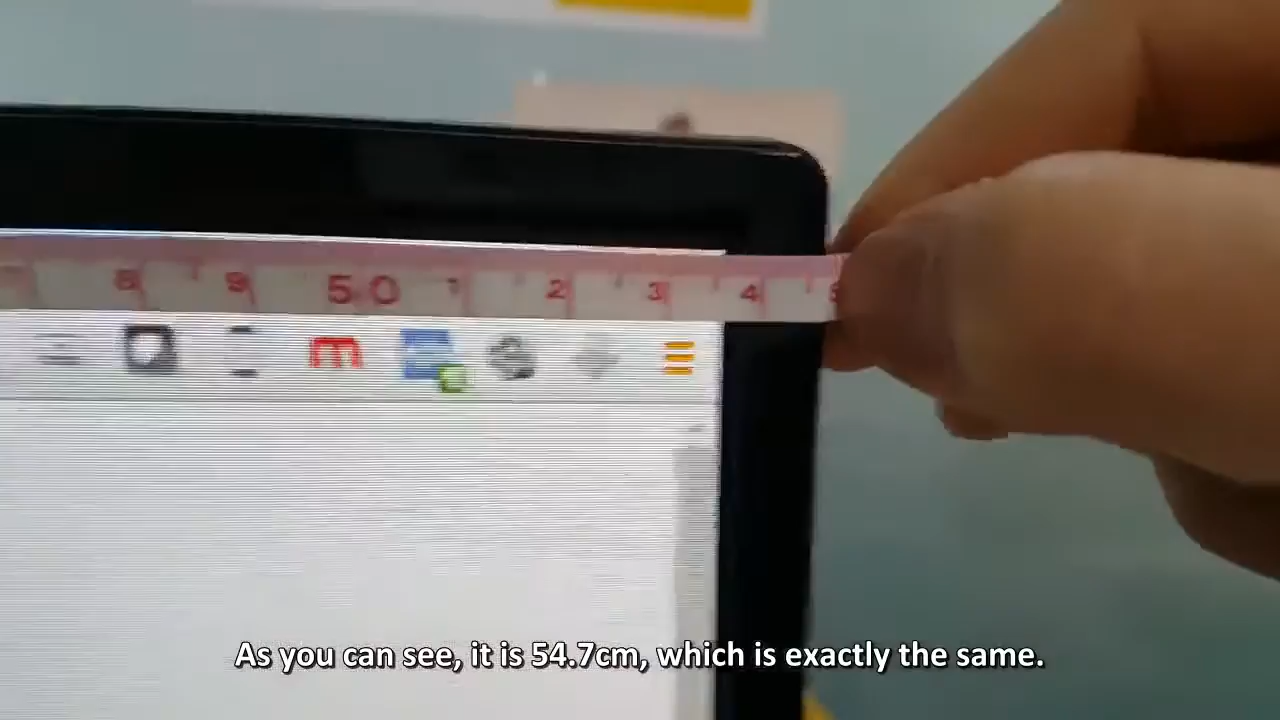 8 9 50 1 2 3 4
m
As you can see, it is 54.7cm, which is exactly the same.